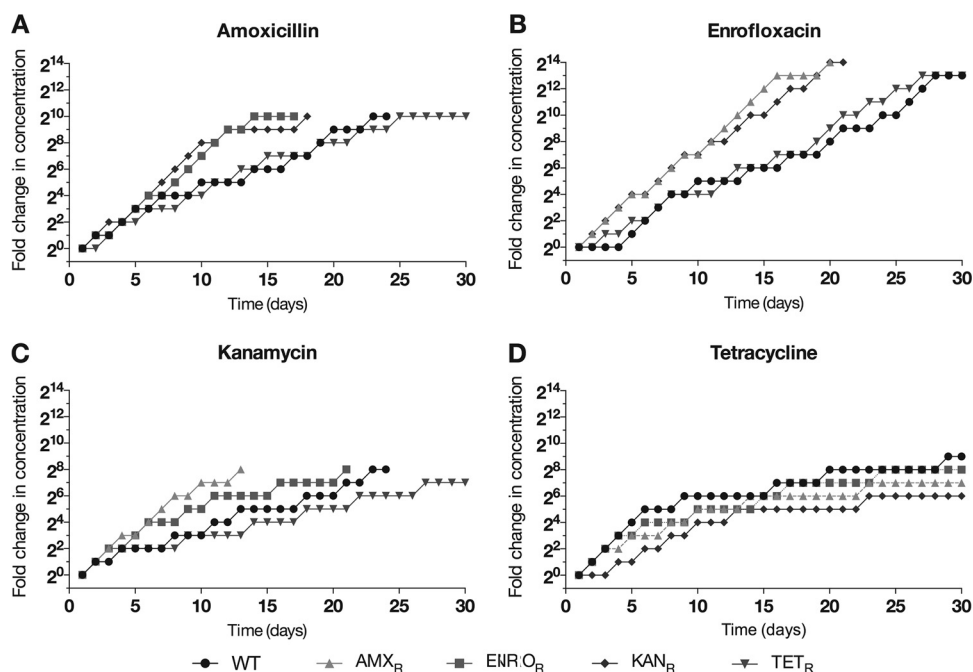 A
Amoxicillin
Fold change in concentration
2^14
2^12
2^10
2^8
2^6
2^4
2^2
2^0
0 5 10 15 20 25 30
Time (days)
B
Enrofloxacin
Fold change in concentration
2^14
2^12
2^10
2^8
2^6
2^4
2^2
2^0
0 5 10 15 20 25 30
Time (days)
C
Kanamycin
Fold change in concentration
2^14
2^12
2^10
2^8
2^6
2^4
2^2
2^0
0 5 10 15 20 25 30
Time (days)
D
Tetracycline
Fold change in concentration
2^14
2^12
2^10
2^8
2^6
2^4
2^2
2^0
0 5 10 15 20 25 30
Time (days)
WT AMX_R ENRO_R KAN_R TET_R